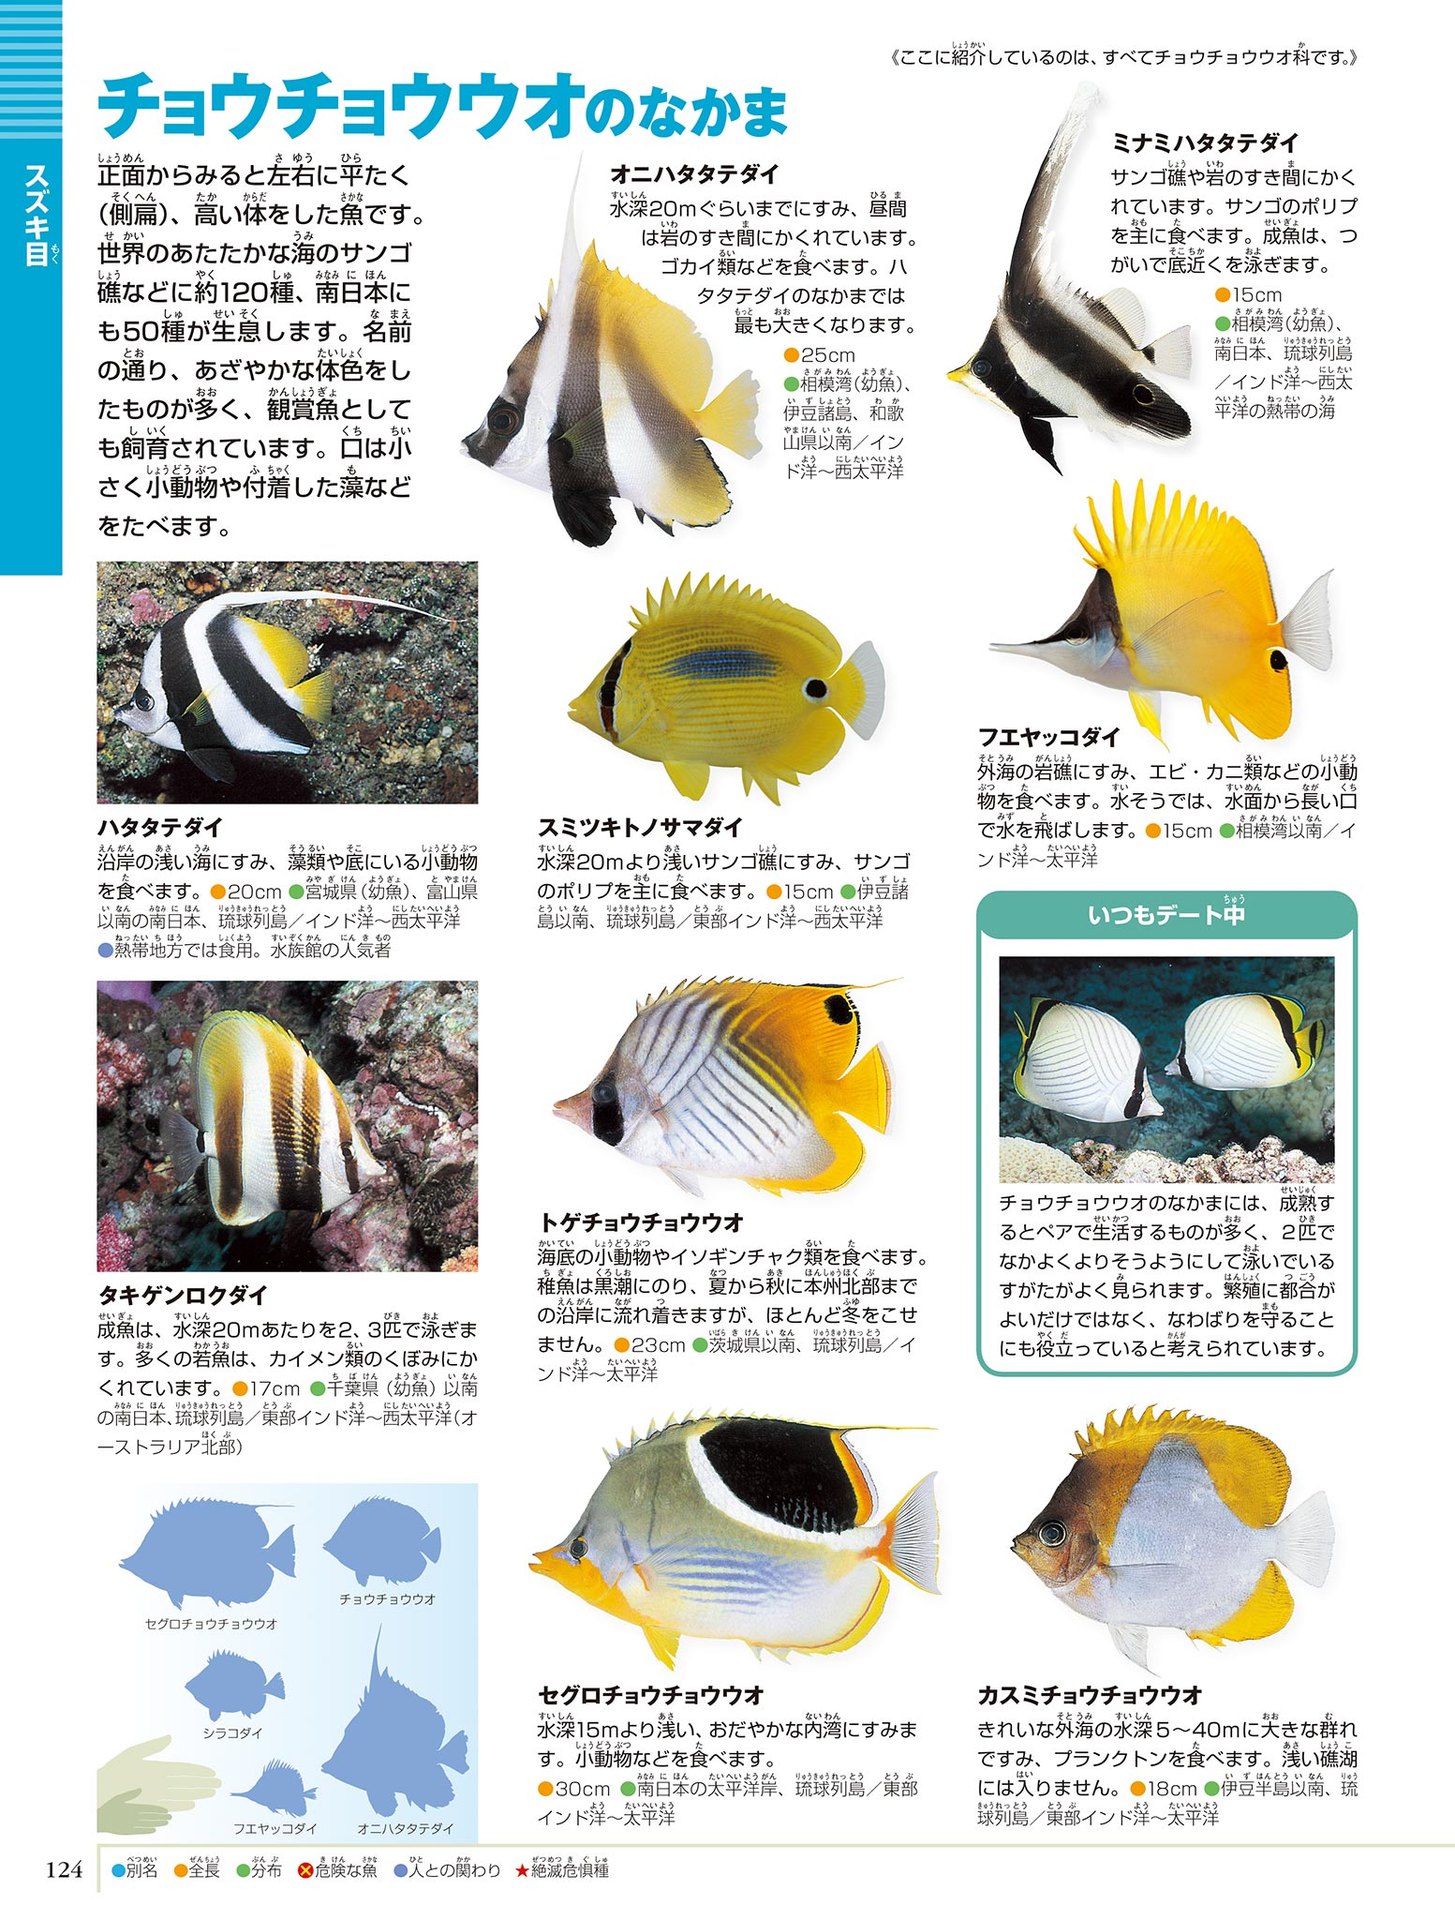 《ここに紹介しているのは、すべてチョウチョウウオ科です。》
スズキ目
チョウチョウウオのなかま
正面からみると左右に平たく
（側扁）、高い体をした魚です。
世界のあたたかな海のサンゴ
礁などに約120種、南日本に
も50種が生息します。名前
の通り、あざやかな体色をし
たものが多く、観賞魚として
も飼育されています。口は小
さく小動物や付着した藻など
をたべます。
オニハタタテダイ
水深20mぐらいまでにすみ、昼間
は岩のすき間にかくれています。
ゴカイ類などを食べます。ハ
タタテダイのなかまでは
最も大きくなります。
●25cm
●相模湾（幼魚）、
伊豆諸島、和歌
山県以南／イン
ド洋〜西太平洋
ミナミハタタテダイ
サンゴ礁や岩のすき間にかく
れています。サンゴのポリプ
を主に食べます。成魚は、つ
がいで底近くを泳ぎます。
●15cm
●相模湾（幼魚）、
南日本、琉球列島
／インド洋〜西太
平洋の熱帯の海
ハタタテダイ
沿岸の浅い海にすみ、藻類や底にいる小動物
を食べます。●20cm ●宮城県（幼魚）、富山県
以南の南日本、琉球列島／インド洋〜西太平洋
●熱帯地方では食用。水族館の人気者
スミツキトノサマダイ
水深20mより浅いサンゴ礁にすみ、サンゴ
のポリプを主に食べます。●15cm ●伊豆諸
島以南、琉球列島／東部インド洋〜西太平洋
フエヤッコダイ
外海の岩礁にすみ、エビ・カニ類などの小動
物を食べます。水そうでは、水面から長い口
で水を飛ばします。●15cm ●相模湾以南／イ
ンド洋〜太平洋
タキゲンロクダイ
成魚は、水深20mあたりを2、3匹で泳ぎま
す。多くの若魚は、カイメン類のくぼみにか
くれています。●17cm ●千葉県（幼魚）以南
の南日本、琉球列島／東部インド洋〜西太平洋（オ
ーストラリア北部）
トゲチョウチョウウオ
海底の小動物やイソギンチャク類を食べます。
稚魚は黒潮にのり、夏から秋に本州北部まで
の沿岸に流れ着きますが、ほとんど冬をこせ
ません。●23cm ●茨城県以南、琉球列島／イ
ンド洋〜太平洋
いつもデート中
チョウチョウウオのなかまには、成熟す
るとペアで生活するものが多く、2匹で
なかよくよりそうようにして泳いでいる
すがたがよく見られます。繁殖に都合が
よいだけではなく、なわばりを守ること
にも役立っていると考えられています。
セグロチョウチョウウオ
チョウチョウウオ
シラコダイ
フエヤッコダイ
オニハタタテダイ
セグロチョウチョウウオ
水深15mより浅い、おだやかな内湾にすみま
す。小動物などを食べます。
●30cm ●南日本の太平洋岸、琉球列島／東部
インド洋〜太平洋
カスミチョウチョウウオ
きれいな外海の水深5〜40mに大きな群れ
ですみ、プランクトンを食べます。浅い礁湖
には入りません。●18cm ●伊豆半島以南、琉
球列島／東部インド洋〜太平洋
124 ●別名 ●全長 ●分布 ⊗危険な魚 ●人との関わり ★絶滅危惧種